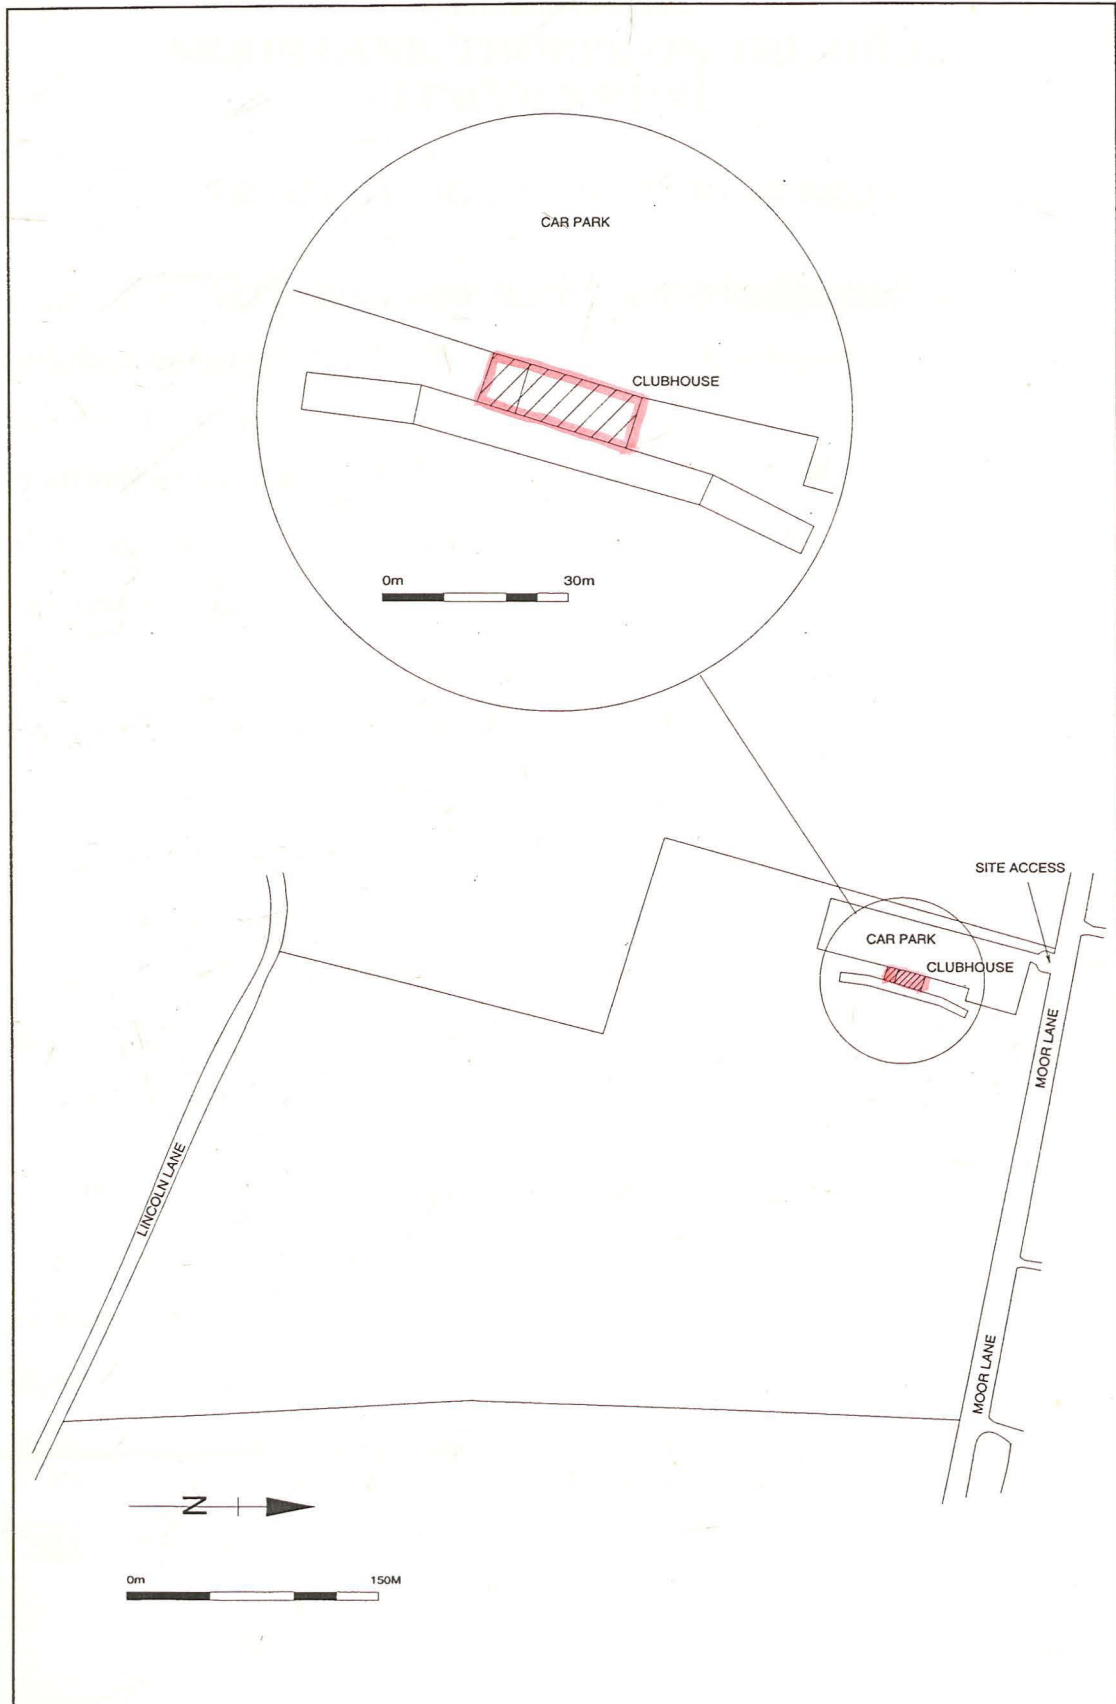 CAR PARK
CLUBHOUSE
0m 30m
SITE ACCESS
CAR PARK
CLUBHOUSE
MOOR LANE
LINCOLN LANE
MOOR LANE
N
0m 150M